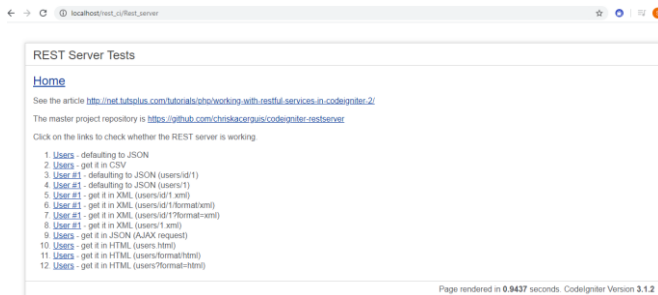 localhost/rest_ci/Rest_server
REST Server Tests
Home
See the article http://net.tutsplus.com/tutorials/php/working-with-restful-services-in-codeigniter-2/
The master project repository is https://github.com/chriskacerguis/codeigniter-restserver
Click on the links to check whether the REST server is working.
1. Users - defaulting to JSON
2. Users - get it in CSV
3. User #1 - defaulting to JSON (users/id/1)
4. User #1 - defaulting to JSON (users/1)
5. User #1 - get it in XML (users/id/1.xml)
6. User #1 - get it in XML (users/id/1/format/xml)
7. User #1 - get it in XML (users/id/1?format=xml)
8. User #1 - get it in XML (users/1.xml)
9. Users - get it in JSON (AJAX request)
10. Users - get it in HTML (users.html)
11. Users - get it in HTML (users/format/html)
12. Users - get it in HTML (users?format=html)
Page rendered in 0.9437 seconds. CodeIgniter Version 3.1.2